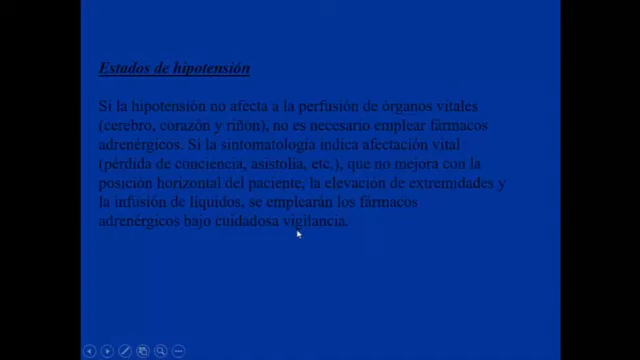 Estados de hipotensión
Si la hipotensión no afecta a la perfusión de órganos vitales
(cerebro, corazón y riñon), no es necesario emplear fármacos
adrenérgicos. Si la sintomatología indica afectación vital
(pérdida de conciencia, asistolia, etc.), que no mejora con la
posición horizontal del paciente, la elevación de extremidades y
la infusión de líquidos, se emplearán los fármacos
adrenérgicos bajo cuidadosa vigilancia.